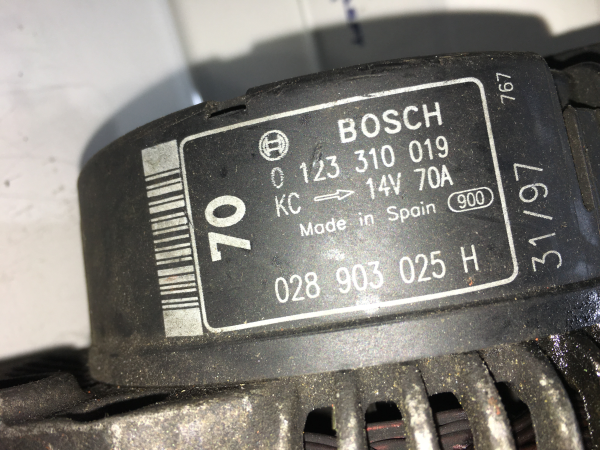 BOSCH
0 123 310 019
KC → 14V 70A
Made in Spain 900
028 903 025 H
70
31/97
767